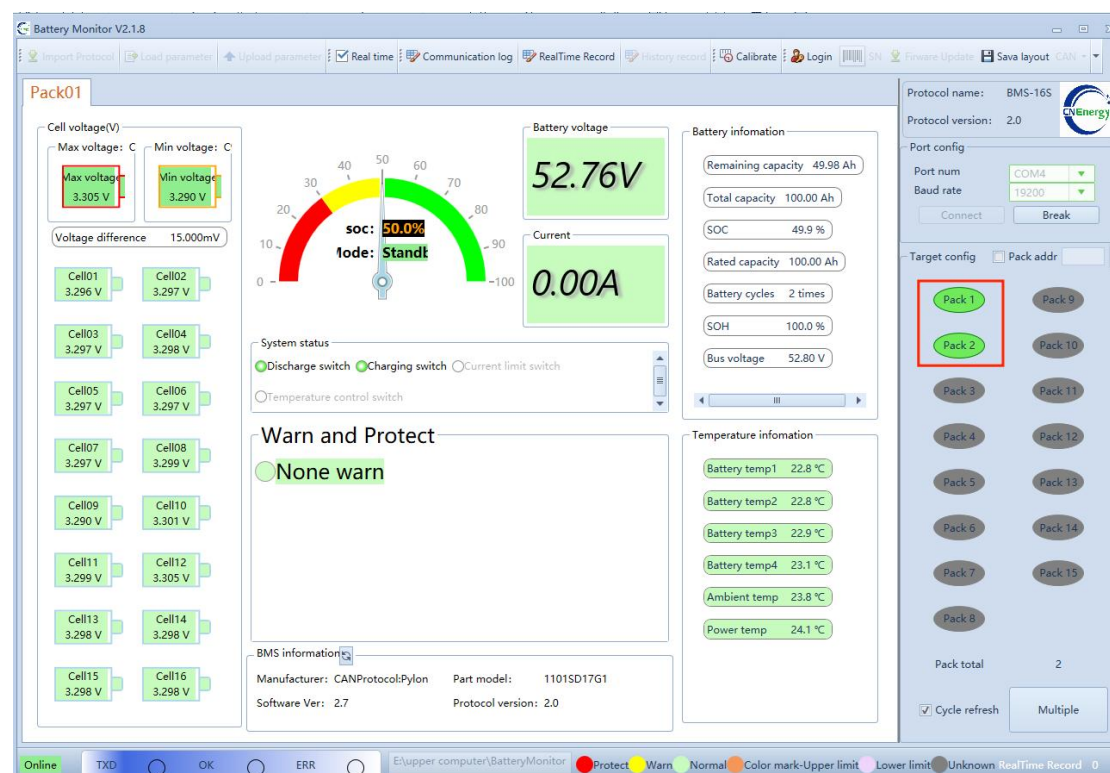 Battery Monitor V2.1.8
Import Protocol Load parameter Upload parameter Real time Communication log RealTime Record History record Calibrate Login SN Firware Update Sava layout CAN
Pack01
Cell voltage(V)
Max voltage: C Min voltage: C
Max voltage
3.305 V
Min voltage
3.290 V
Voltage difference 15.000mV
Cell01
3.296 V
Cell02
3.297 V
Cell03
3.297 V
Cell04
3.298 V
Cell05
3.297 V
Cell06
3.297 V
Cell07
3.297 V
Cell08
3.299 V
Cell09
3.290 V
Cell10
3.301 V
Cell11
3.299 V
Cell12
3.305 V
Cell13
3.298 V
Cell14
3.298 V
Cell15
3.298 V
Cell16
3.298 V
0 10 20 30 40 50 60 70 80 90 100
soc: 50.0%
Mode: Standb
Battery voltage
52.76V
Current
0.00A
System status
Discharge switch Charging switch Current limit switch
Temperature control switch
Warn and Protect
None warn
BMS information
Manufacturer: CANProtocol:Pylon Part model: 1101SD17G1
Software Ver: 2.7 Protocol version: 2.0
Battery infomation
Remaining capacity 49.98 Ah
Total capacity 100.00 Ah
SOC 49.9 %
Rated capacity 100.00 Ah
Battery cycles 2 times
SOH 100.0 %
Bus voltage 52.80 V
Temperature infomation
Battery temp1 22.8 ℃
Battery temp2 22.8 ℃
Battery temp3 22.9 ℃
Battery temp4 23.1 ℃
Ambient temp 23.8 ℃
Power temp 24.1 ℃
Protocol name: BMS-16S
Protocol version: 2.0
CNEnergy
Port config
Port num COM4
Baud rate 19200
Connect Break
Target config Pack addr
Pack 1 Pack 9
Pack 2 Pack 10
Pack 3 Pack 11
Pack 4 Pack 12
Pack 5 Pack 13
Pack 6 Pack 14
Pack 7 Pack 15
Pack 8
Pack total 2
Cycle refresh Multiple
Online TXD OK ERR E:\upper computer\BatteryMonitor Protect Warn Normal Color mark-Upper limit Lower limit Unknown RealTime Record 0